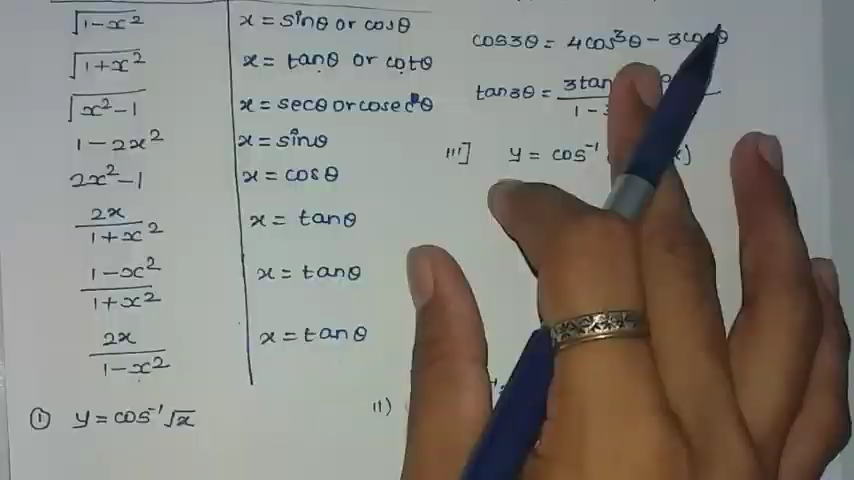 √1-x² x = sinθ or cosθ
√1+x² x = tanθ or cotθ
√x²-1 x = secθ or cosecθ
1-2x² x = sinθ
2x²-1 x = cosθ
2x/1+x² x = tanθ
1-x²/1+x² x = tanθ
2x/1-x² x = tanθ
① y = cos⁻¹√x
cos3θ = 4cos³θ - 3cosθ
tan3θ = 3tan
1-
III] y = cos⁻¹ x)
II)